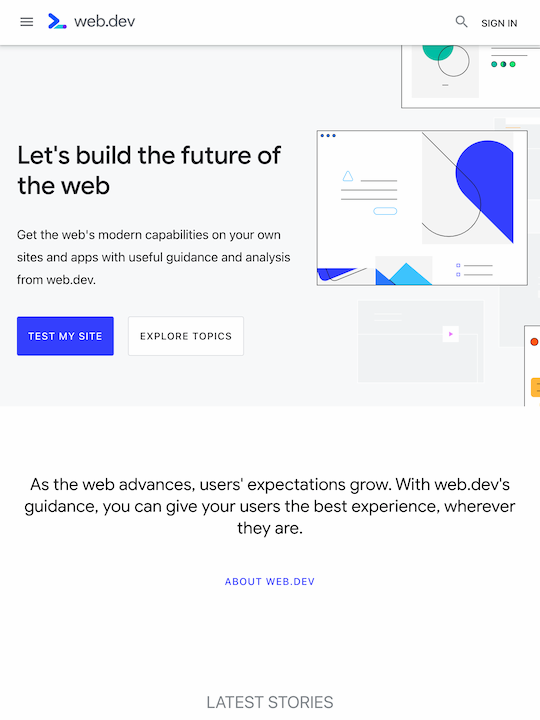 web.dev
SIGN IN
Let's build the future of
the web
Get the web's modern capabilities on your own
sites and apps with useful guidance and analysis
from web.dev.
TEST MY SITE
EXPLORE TOPICS
As the web advances, users' expectations grow. With web.dev's
guidance, you can give your users the best experience, wherever
they are.
ABOUT WEB.DEV
LATEST STORIES